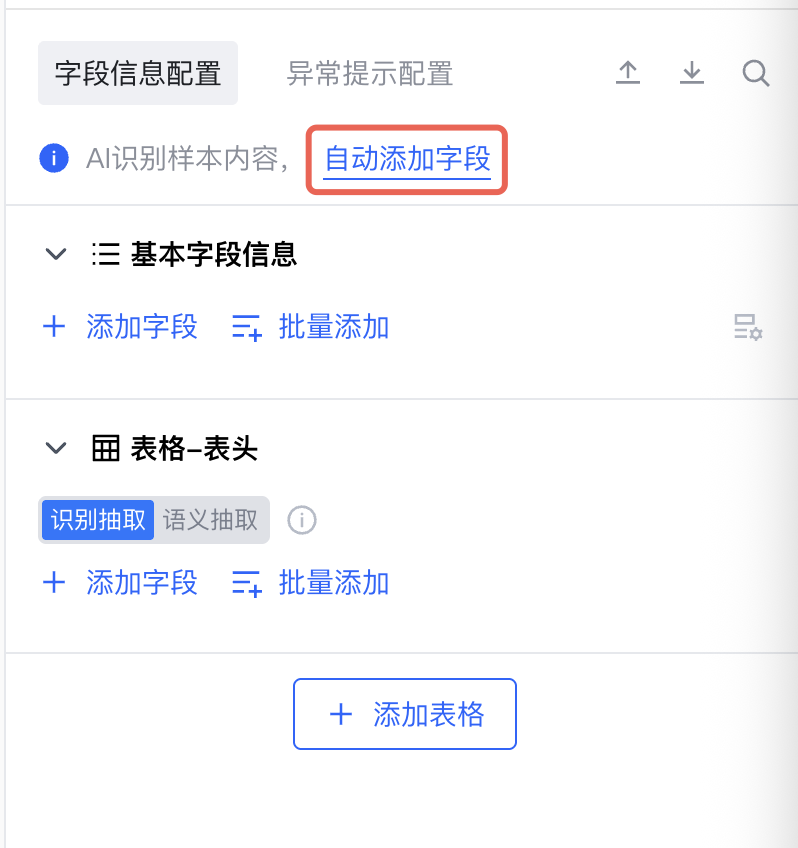 字段信息配置 异常提示配置
AI识别样本内容，自动添加字段
基本字段信息
添加字段 批量添加
表格–表头
识别抽取 语义抽取
添加字段 批量添加
添加表格